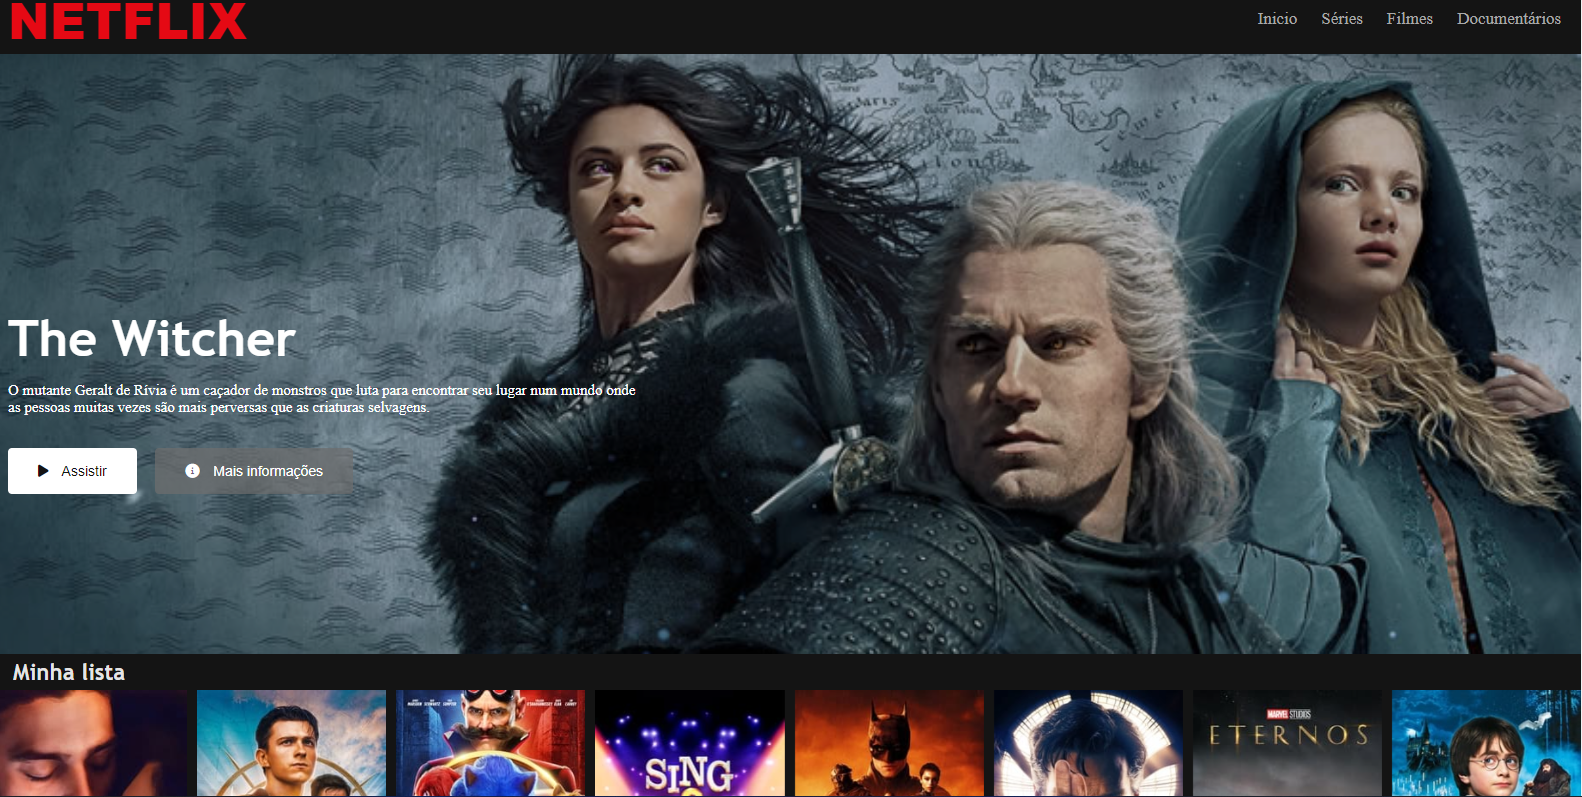 NETFLIX
Inicio Séries Filmes Documentários
The Witcher
O mutante Geralt de Rívia é um caçador de monstros que luta para encontrar seu lugar num mundo onde
as pessoas muitas vezes são mais perversas que as criaturas selvagens.
Assistir
Mais informações
Minha lista
SING
MARVEL STUDIOS
ETERNOS